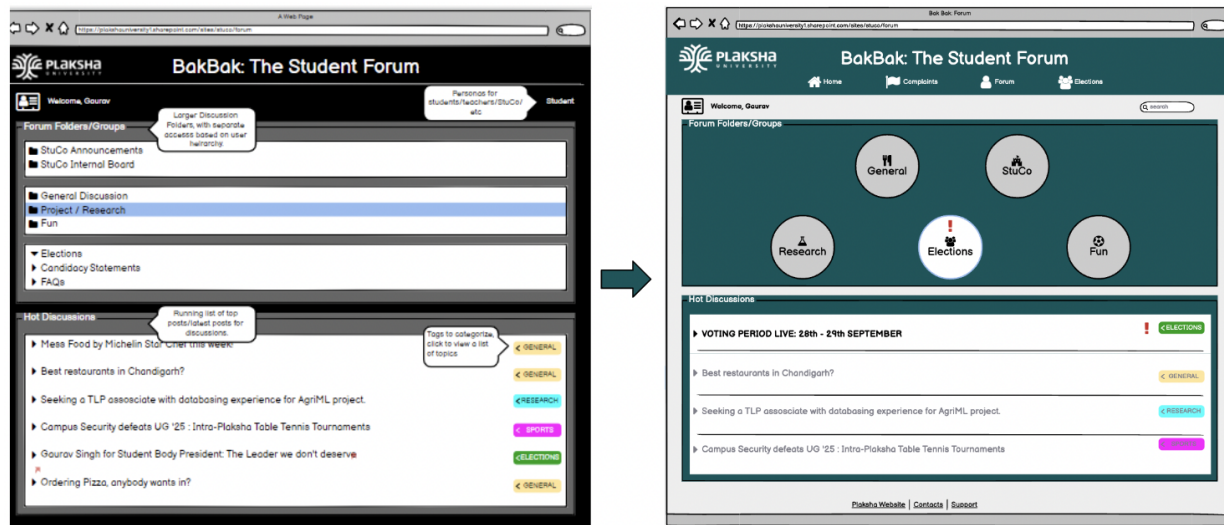 A Web Page
https://plakshauniversity1.sharepoint.com/sites/stuco/forum
PLAKSHA
UNIVERSITY
BakBak: The Student Forum
Welcome, Gaurav
Personas for
students/teachers/StuCo/
etc
Student
Forum Folders/Groups
Larger Discussion
Folders, with separate
accesss based on user
heirarchy.
StuCo Announcements
StuCo Internal Board
General Discussion
Project / Research
Fun
Elections
Candidacy Statements
FAQs
Hot Discussions
Running list of top
posts/latest posts for
discussions.
Tags to categorize,
click to view a list
of topics
Mess Food by Michelin Star Chef this week!
GENERAL
Best restaurants in Chandigarh?
GENERAL
Seeking a TLP assosciate with databasing experience for AgriML project.
RESEARCH
Campus Security defeats UG '25 : Intra-Plaksha Table Tennis Tournaments
SPORTS
Gaurav Singh for Student Body President: The Leader we don't deserve
ELECTIONS
Ordering Pizza, anybody wants in?
GENERAL
Bak Bak Forum
https://plakshauniversity1.sharepoint.com/sites/stuco/forum
PLAKSHA
UNIVERSITY
BakBak: The Student Forum
Home
Complaints
Forum
Elections
Welcome, Gaurav
search
Forum Folders/Groups
General
StuCo
Research
!
Elections
Fun
Hot Discussions
VOTING PERIOD LIVE: 28th - 29th SEPTEMBER
!
ELECTIONS
Best restaurants in Chandigarh?
GENERAL
Seeking a TLP assosciate with databasing experience for AgriML project.
RESEARCH
Campus Security defeats UG '25 : Intra-Plaksha Table Tennis Tournaments
Plaksha Website | Contacts | Support